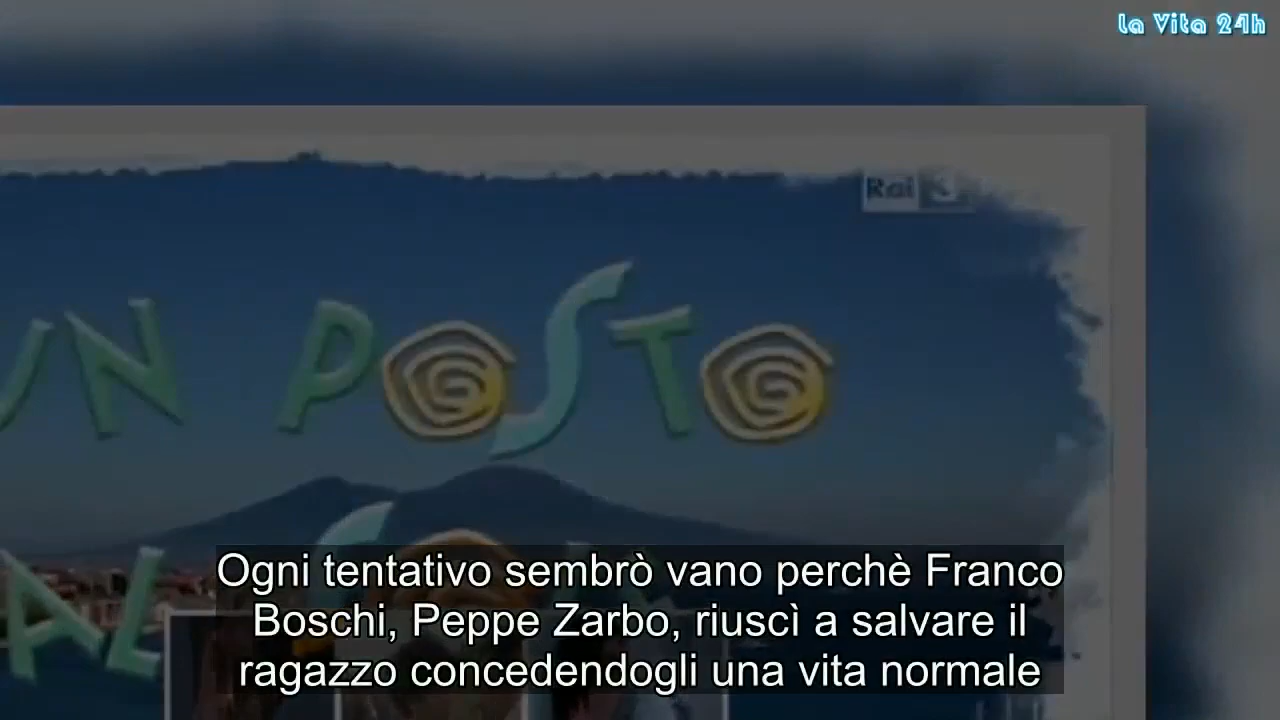 La Vita 24h
Rai 3
UN POSTO
AL SOLE
Ogni tentativo sembrò vano perchè Franco
Boschi, Peppe Zarbo, riuscì a salvare il
ragazzo concedendogli una vita normale